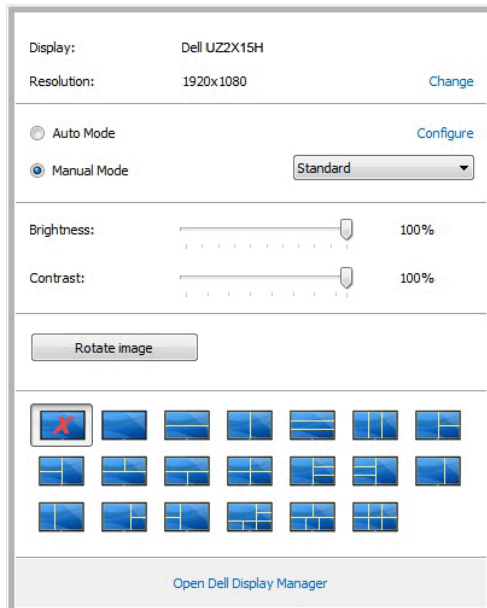 Display: Dell UZ2X15H
Resolution: 1920x1080 Change
Auto Mode Configure
Manual Mode Standard
Brightness: 100%
Contrast: 100%
Rotate image
X
Open Dell Display Manager